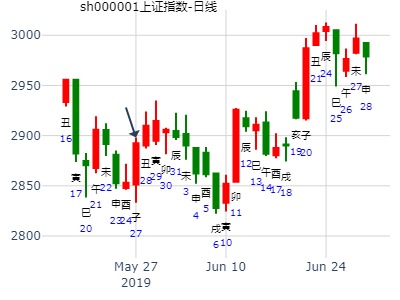 sh000001上证指数-日线
3000
2950
2900
2850
2800
丑
16
寅
17
巳
20
午
21
未
22
申
23
酉
24
子
27
丑
28
寅
29
卯
30
辰
31
未
3
申
4
酉
5
戌
6
寅
10
卯
11
辰
12
巳
13
午
14
酉
17
戌
18
亥
19
子
20
丑
21
辰
24
巳
25
午
26
未
27
申
28
May 27
2019
Jun 10
Jun 24